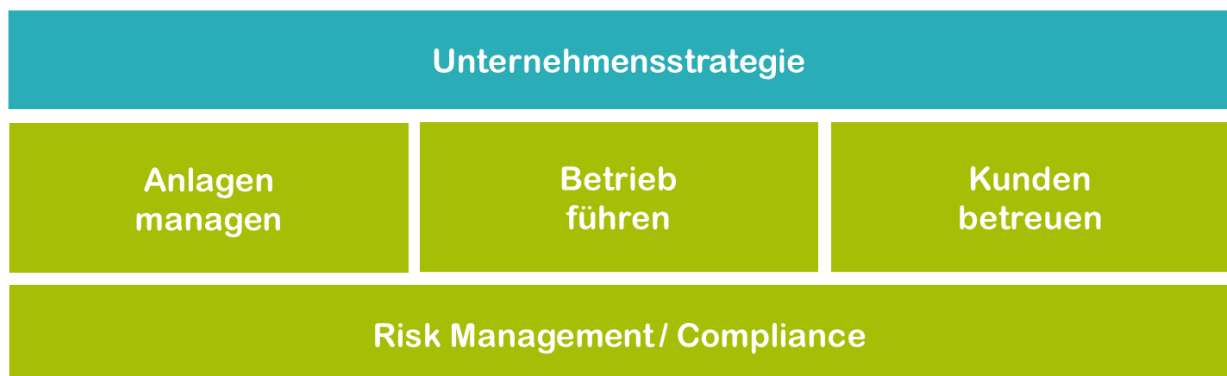 Unternehmensstrategie
Anlagen
managen
Betrieb
führen
Kunden
betreuen
Risk Management / Compliance